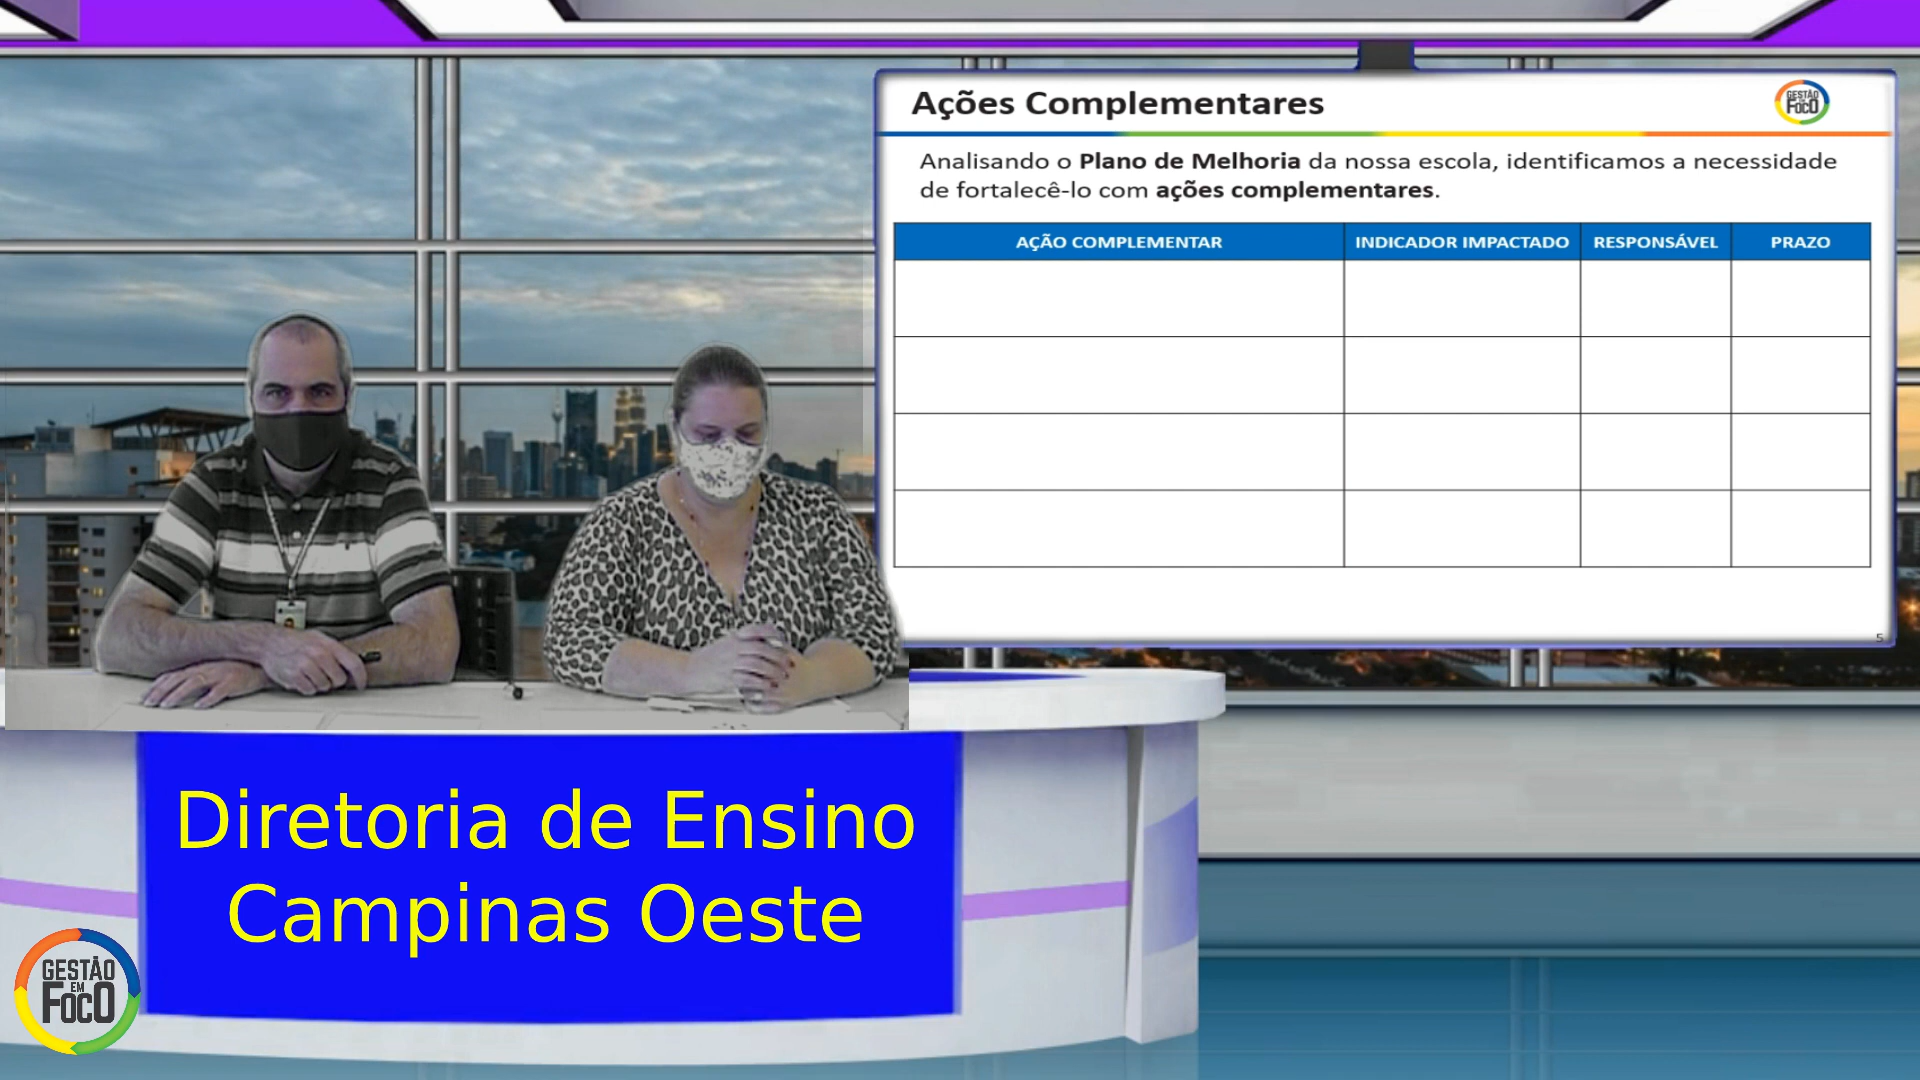 Ações Complementares
GESTÃO
EM
FOCO
Analisando o Plano de Melhoria da nossa escola, identificamos a necessidade
de fortalecê-lo com ações complementares.
AÇÃO COMPLEMENTAR INDICADOR IMPACTADO RESPONSÁVEL PRAZO
5
Diretoria de Ensino
Campinas Oeste
GESTÃO
EM
FOCO